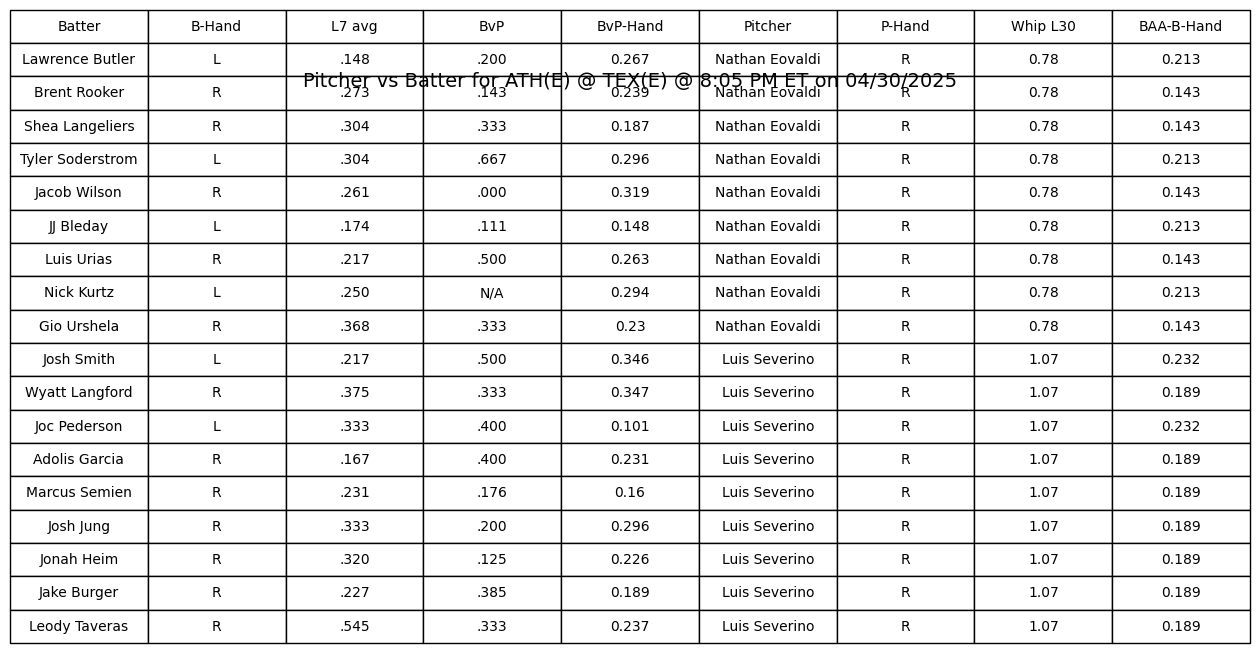 Batter B-Hand L7 avg BvP BvP-Hand Pitcher P-Hand Whip L30 BAA-B-Hand
Lawrence Butler L .148 .200 0.267 Nathan Eovaldi R 0.78 0.213
Pitcher vs Batter for ATH(E) @ TEX(E) @ 8:05 PM ET on 04/30/2025
Brent Rooker R .273 .143 0.239 Nathan Eovaldi R 0.78 0.143
Shea Langeliers R .304 .333 0.187 Nathan Eovaldi R 0.78 0.143
Tyler Soderstrom L .304 .667 0.296 Nathan Eovaldi R 0.78 0.213
Jacob Wilson R .261 .000 0.319 Nathan Eovaldi R 0.78 0.143
JJ Bleday L .174 .111 0.148 Nathan Eovaldi R 0.78 0.213
Luis Urias R .217 .500 0.263 Nathan Eovaldi R 0.78 0.143
Nick Kurtz L .250 N/A 0.294 Nathan Eovaldi R 0.78 0.213
Gio Urshela R .368 .333 0.23 Nathan Eovaldi R 0.78 0.143
Josh Smith L .217 .500 0.346 Luis Severino R 1.07 0.232
Wyatt Langford R .375 .333 0.347 Luis Severino R 1.07 0.189
Joc Pederson L .333 .400 0.101 Luis Severino R 1.07 0.232
Adolis Garcia R .167 .400 0.231 Luis Severino R 1.07 0.189
Marcus Semien R .231 .176 0.16 Luis Severino R 1.07 0.189
Josh Jung R .333 .200 0.296 Luis Severino R 1.07 0.189
Jonah Heim R .320 .125 0.226 Luis Severino R 1.07 0.189
Jake Burger R .227 .385 0.189 Luis Severino R 1.07 0.189
Leody Taveras R .545 .333 0.237 Luis Severino R 1.07 0.189